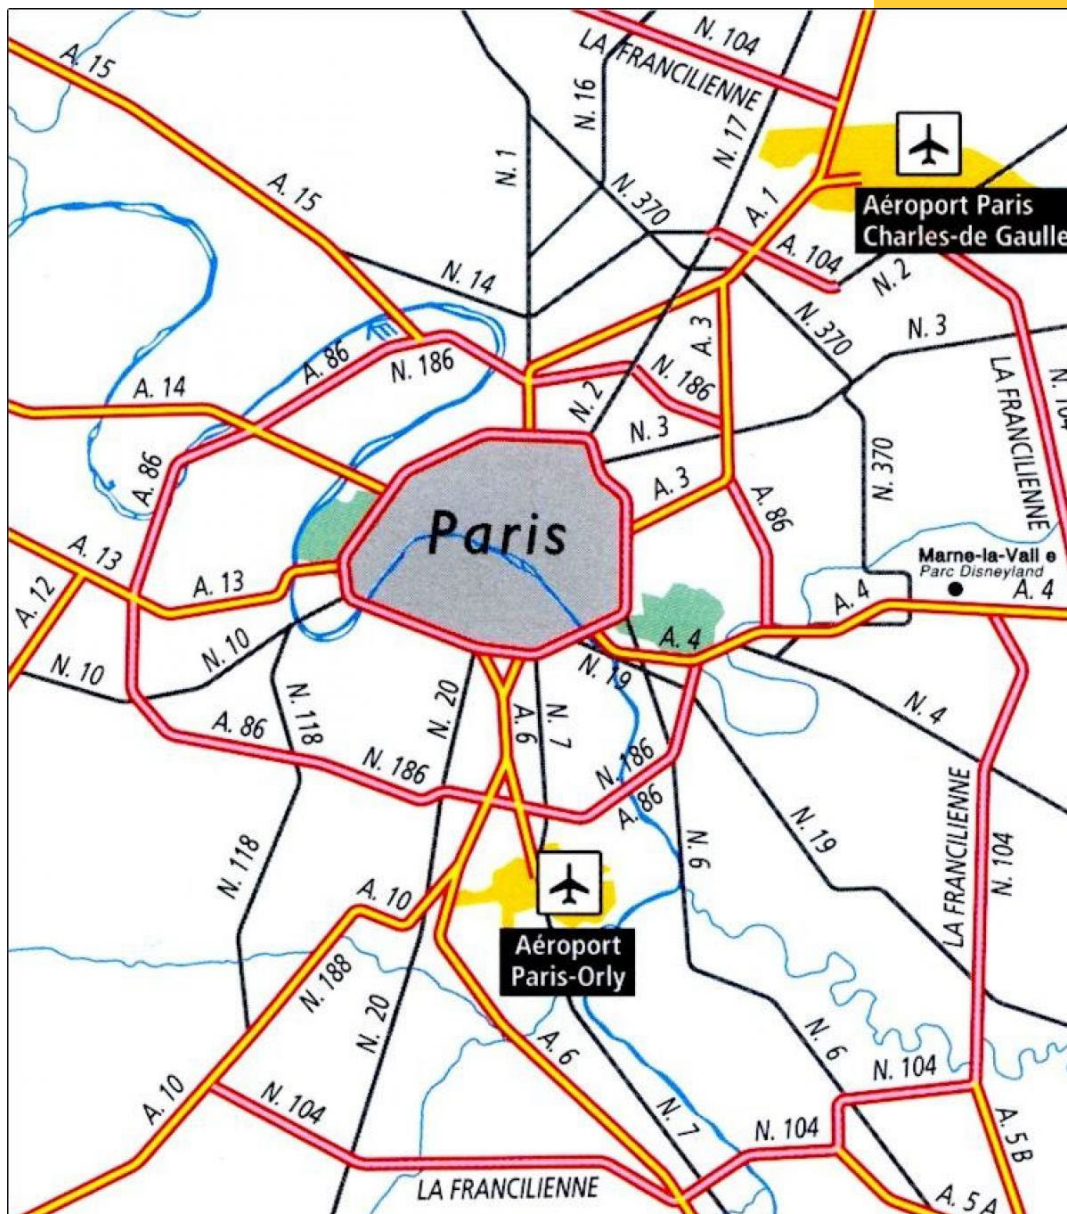 N. 104
LA FRANCILIENNE
A. 15
N. 16
N. 17
N. 1
A. 15
N. 370
A. 1
Aéroport Paris
Charles-de Gaulle
A. 104
N. 2
N. 14
A. 3
N. 370
N. 3
A. 86
N. 186
N. 186
LA FRANCILIENNE
N. 104
A. 14
N. 2
N. 3
A. 86
N. 370
A. 3
A. 86
Paris
A. 13
A. 13
A. 12
Marne-la-Vall e
Parc Disneyland
A. 4
A. 4
A. 4
N. 10
N. 10
N. 19
N. 118
N. 20
A. 6
N. 7
N. 4
A. 86
N. 186
N. 186
A. 86
N. 19
N. 6
LA FRANCILIENNE
N. 104
N. 118
A. 10
Aéroport
Paris-Orly
N. 188
N. 20
A. 6
N. 6
N. 104
A. 10
N. 104
N. 7
N. 104
A. 5 B
LA FRANCILIENNE
A. 5 A